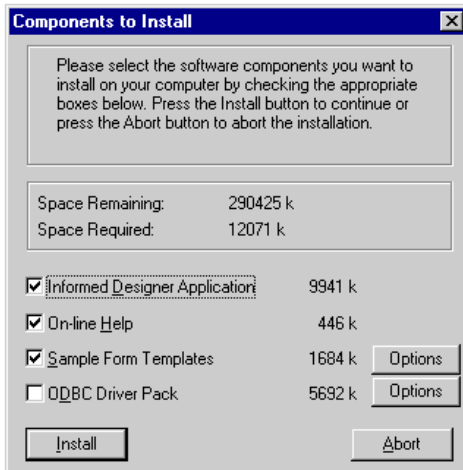 Components to Install
Please select the software components you want to
install on your computer by checking the appropriate
boxes below. Press the Install button to continue or
press the Abort button to abort the installation.
Space Remaining: 290425 k
Space Required: 12071 k
Informed Designer Application 9941 k
On-line Help 446 k
Sample Form Templates 1684 k Options
ODBC Driver Pack 5692 k Options
Install Abort